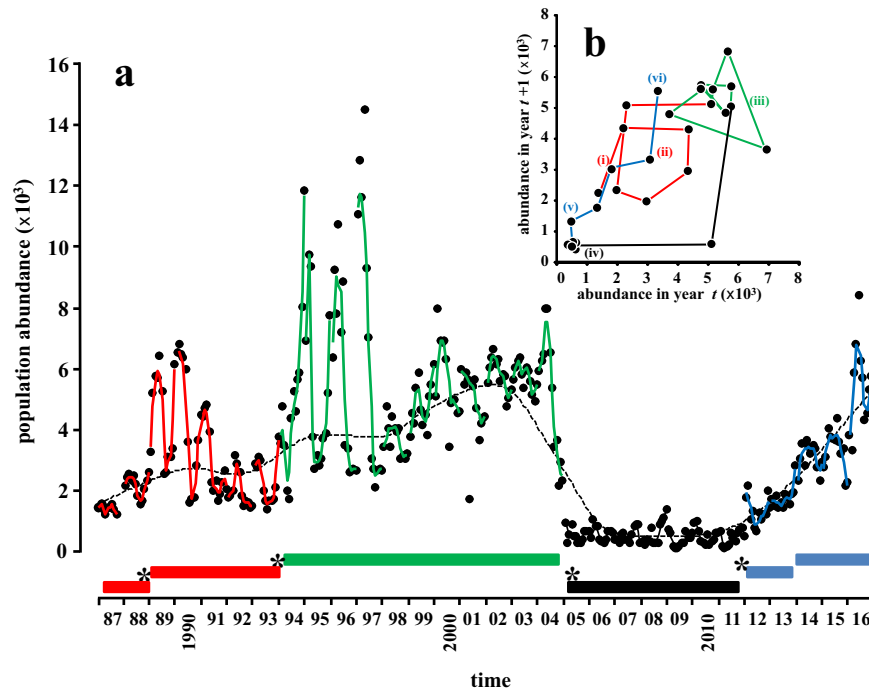 a
population abundance (×10³)
16
14
12
10
8
6
4
2
0
b
abundance in year t +1 (×10³)
8
7
6
5
4
3
2
1
0
(vi)
(iii)
(i)
(ii)
(v)
(iv)
0 1 2 3 4 5 6 7 8
abundance in year t (×10³)
* * * *
87 88 89 1990 91 92 93 94 95 96 97 98 99 2000 01 02 03 04 05 06 07 08 09 2010 11 12 13 14 15 16
time